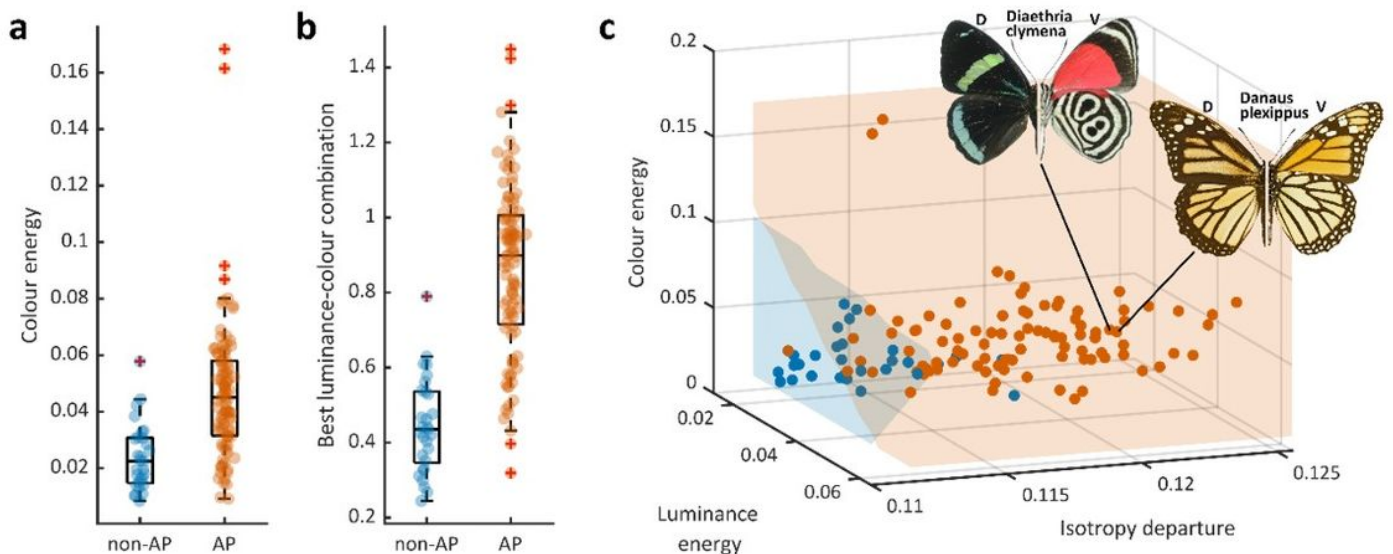 a
Colour energy
0.16
0.14
0.12
0.1
0.08
0.06
0.04
0.02
non-AP
AP
b
Best luminance-colour combination
1.4
1.2
1
0.8
0.6
0.4
0.2
non-AP
AP
c
Colour energy
0.2
0.15
0.1
0.05
0
0.02
0.04
0.06
Luminance
energy
0.11
0.115
0.12
0.125
Isotropy departure
D
Diaethria
clymena
V
D
Danaus
plexippus
V